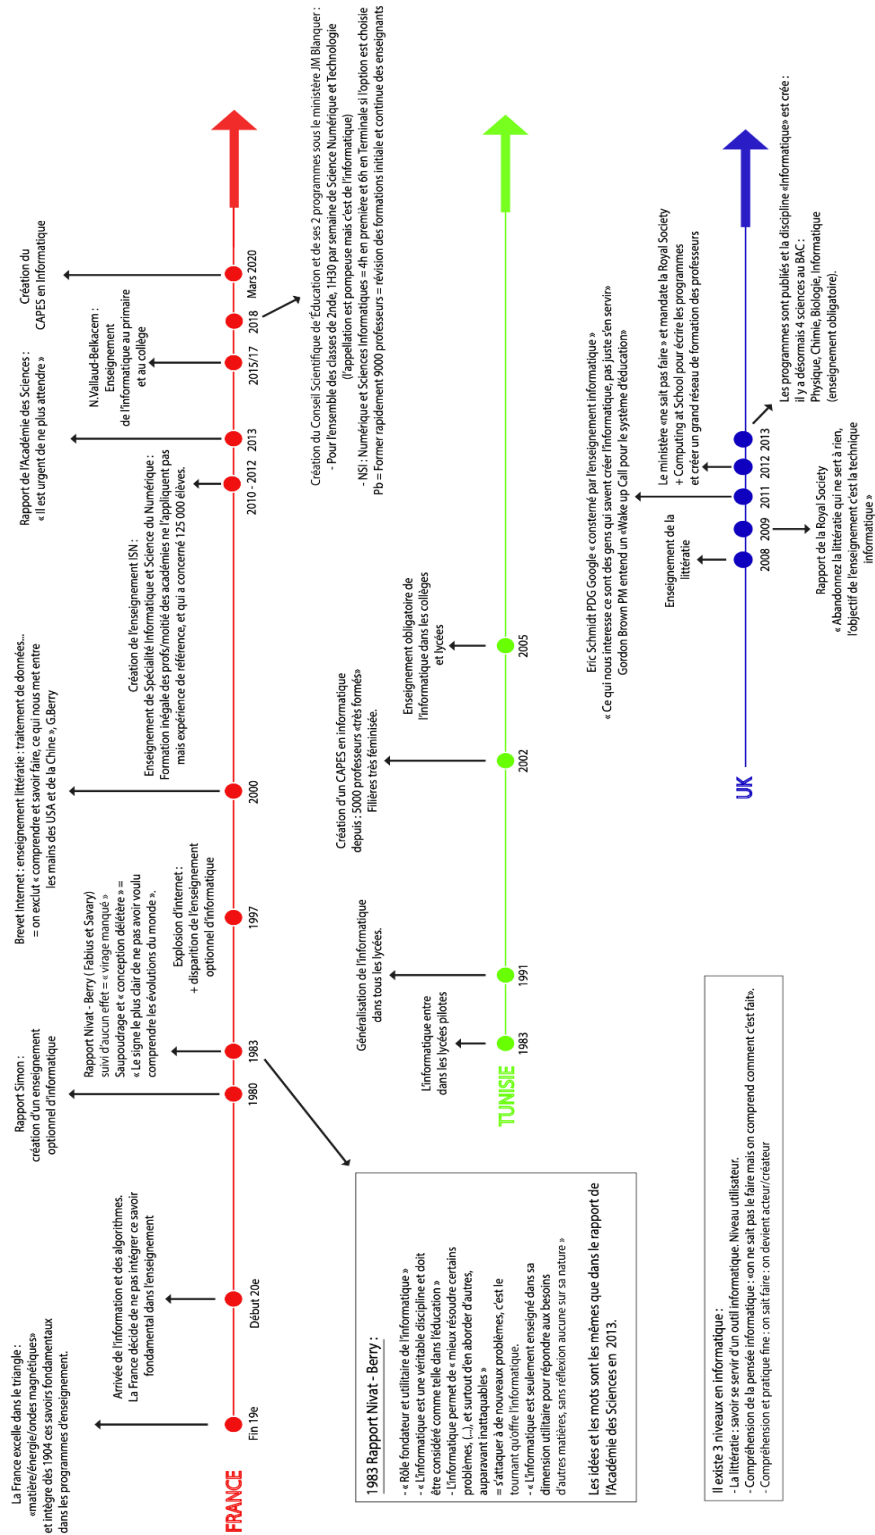 La France excelle dans le triangle :
«matière/énergie/ondes magnétiques»
et intègre dès 1904 ces savoirs fondamentaux
dans les programmes d'enseignement.
Arrivée de l'information et des algorithmes.
La France décide de ne pas intégrer ce savoir
fondamental dans l'enseignement
Rapport Simon :
création d'un enseignement
optionnel d'informatique
Rapport Nivat - Berry ( Fabius et Savary)
suivi d'aucun effet = « virage manqué »
Saupoudrage et « conception délétère » =
« Le signe le plus clair de ne pas avoir voulu
comprendre les évolutions du monde ».
Explosion d'internet :
+ disparition de l'enseignement
optionnel d'informatique
Brevet Internet : enseignement littératie : traitement de données...
= on exclut « comprendre et savoir faire, ce qui nous met entre
les mains des USA et de la Chine », G.Berry
Création de l'enseignement ISN :
Enseignement de Spécialité Informatique et Science du Numérique :
Formation inégale des profs/moitié des académies ne l'appliquent pas
mais expérience de référence, et qui a concerné 125 000 élèves.
Rapport de l'Académie des Sciences :
« Il est urgent de ne plus attendre »
N.Vallaud-Belkacem :
Enseignement
de l'informatique au primaire
et au collège
Création du
CAPES en Informatique
FRANCE
Fin 19e
Début 20e
1980
1983
1997
2000
2010 - 2012
2013
2015/17
2018
Mars 2020
Création du Conseil Scientifique de Éducation et de ses 2 programmes sous le ministère JM Blanquer :
- Pour l'ensemble des classes de 2nde, 1H30 par semaine de Science Numérique et Technologie
(l'appellation est pompeuse mais c'est de l'informatique)
- NSI : Numérique et Sciences Informatiques = 4h en première et 6h en Terminale si l'option est choisie
Pb = Former rapidement 9000 professeurs = révision des formations initiale et continue des enseignants
1983 Rapport Nivat - Berry :
- « Rôle fondateur et utilitaire de l'informatique »
- « L'informatique est une véritable discipline et doit
être considéré comme telle dans l'éducation »
- L'informatique permet de « mieux résoudre certains
problèmes, (...), et surtout d'en aborder d'autres,
auparavant inattaquables »
= s'attaquer à de nouveaux problèmes, c'est le
tournant qu'offre l'informatique.
- « L'informatique est seulement enseigné dans sa
dimension utilitaire pour répondre aux besoins
d'autres matières, sans réflexion aucune sur sa nature »
Les idées et les mots sont les mêmes que dans le rapport de
l'Académie des Sciences en 2013.
L'informatique entre
dans les lycées pilotes
Généralisation de l'informatique
dans tous les lycées.
Création d'un CAPES en informatique
depuis : 5000 professeurs «très formés»
Filières très féminisée.
Enseignement obligatoire de
l'informatique dans les collèges
et lycées
TUNISIE
1983
1991
2002
2005
Enseignement de la
littératie
Eric Schmidt PDG Google « consterné par l'enseignement informatique »
« Ce qui nous interesse ce sont des gens qui savent créer l'informatique, pas juste s'en servir»
Gordon Brown PM entend un «Wake up Call pour le système d'éducation»
Le ministère «ne sait pas faire » et mandate la Royal Society
+ Computing at School pour écrire les programmes
et créer un grand réseau de formation des professeurs
UK
2008
2009
2011
2012
2013
Les programmes sont publiés et la discipline «Informatique» est crée :
il y a désormais 4 sciences au BAC :
Physique, Chimie, Biologie, Informatique
(enseignement obligatoire).
Rapport de la Royal Society
« Abandonnez la littératie qui ne sert à rien,
l'objectif de l'enseignement c'est la technique
informatique »
Il existe 3 niveaux en informatique :
- La littératie : savoir se servir d'un outil informatique. Niveau utilisateur.
- Compréhension de la pensée informatique : «on ne sait pas le faire mais on comprend comment c'est fait».
- Compréhension et pratique fine : on sait faire : on devient acteur/créateur